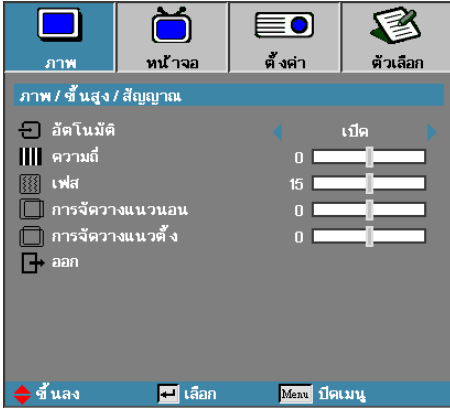 ภาพ หน้าจอ ตั้งค่า ตัวเลือก
ภาพ / ขั้นสูง / สัญญาณ
อัตโนมัติ เปิด
ความถี่ 0
เฟส 15
การจัดวางแนวนอน 0
การจัดวางแนวตั้ง 0
ออก
ขึ้นลง เลือก Menu ปิดเมนู